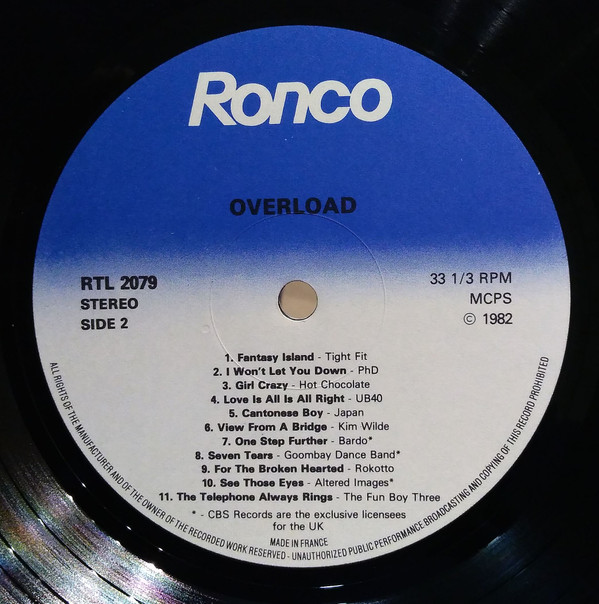 Ronco
OVERLOAD
RTL 2079
STEREO
SIDE 2
33 1/3 RPM
MCPS
© 1982
1. Fantasy Island - Tight Fit
2. I Won't Let You Down - PhD
3. Girl Crazy - Hot Chocolate
4. Love Is All Is All Right - UB40
5. Cantonese Boy - Japan
6. View From A Bridge - Kim Wilde
7. One Step Further - Bardo*
8. Seven Tears - Goombay Dance Band*
9. For The Broken Hearted - Rokotto
10. See Those Eyes - Altered Images*
11. The Telephone Always Rings - The Fun Boy Three
* - CBS Records are the exclusive licensees
for the UK
MADE IN FRANCE
ALL RIGHTS OF THE MANUFACTURER AND OF THE OWNER OF THE RECORDED WORK RESERVED - UNAUTHORIZED PUBLIC PERFORMANCE BROADCASTING AND COPYING OF THIS RECORD PROHIBITED